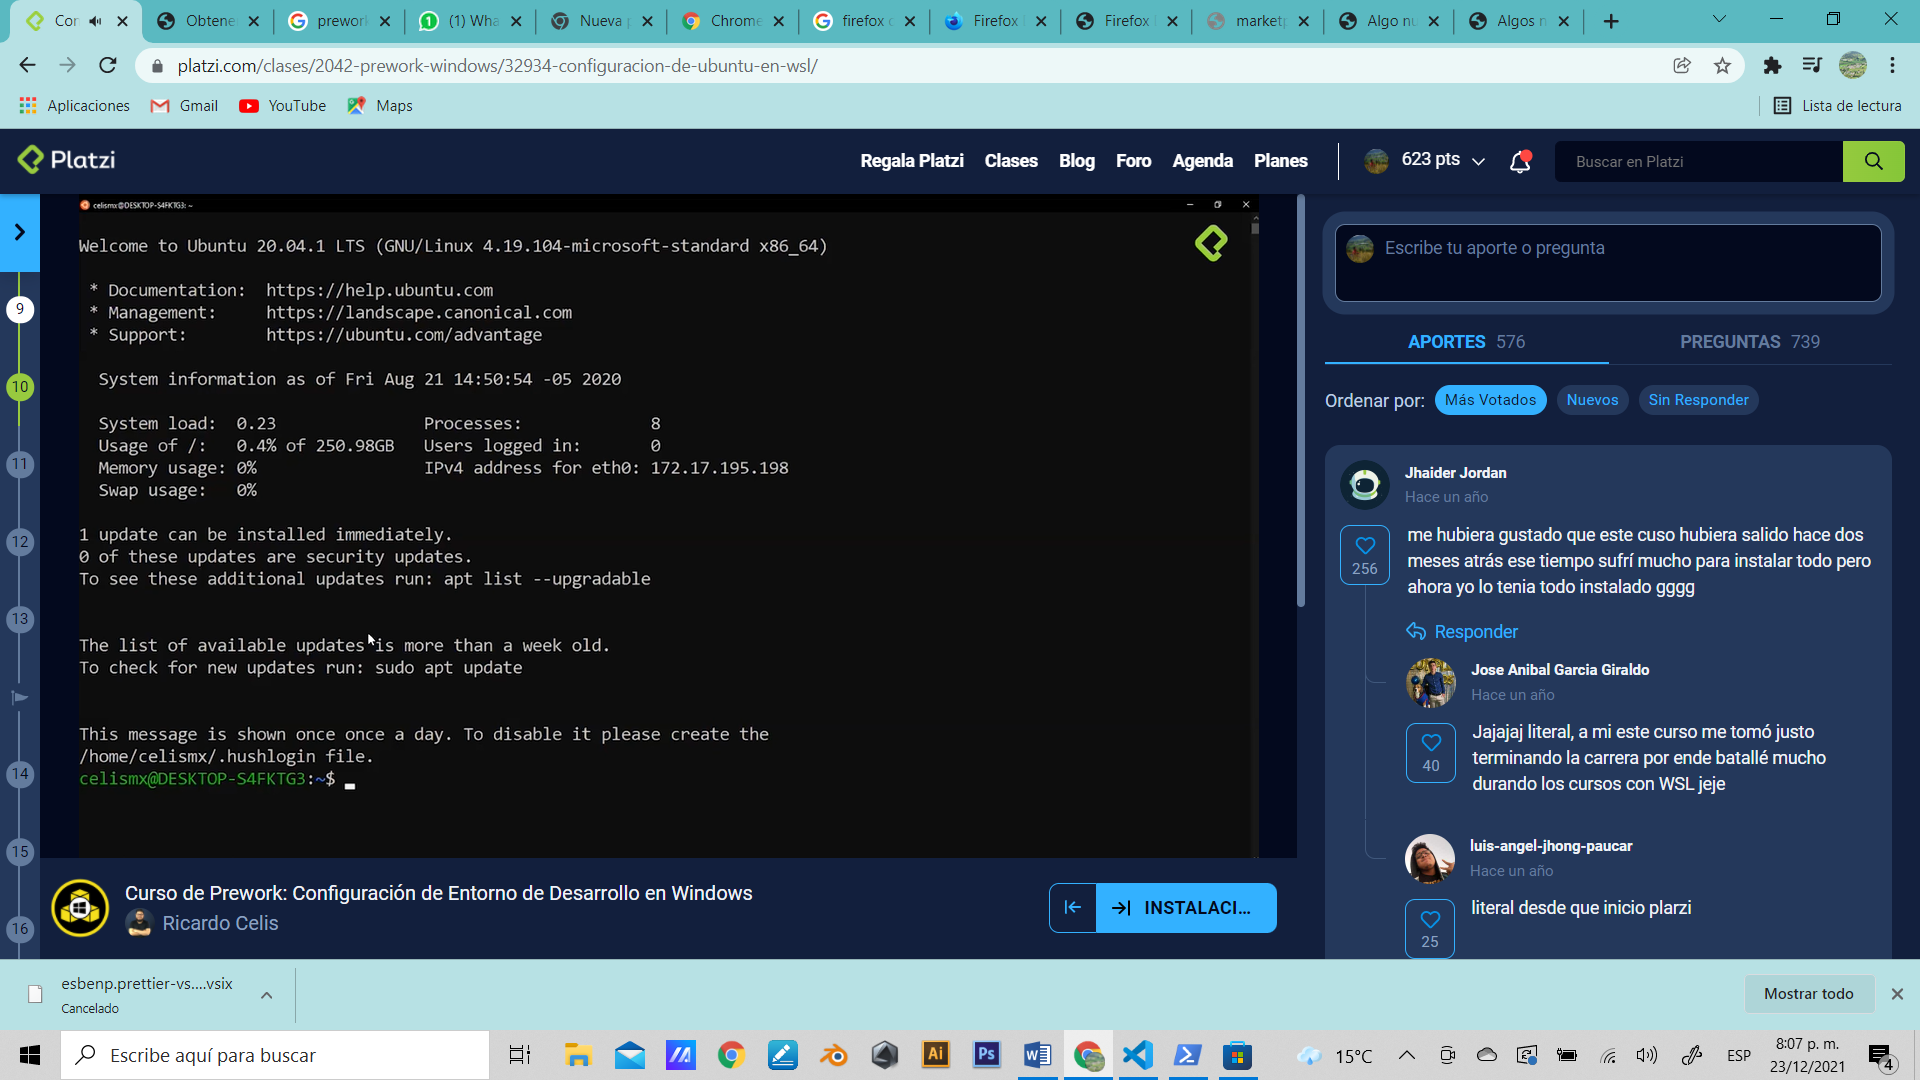 Con
Obtene
prework
(1) Wha
Nueva p
Chrome
firefox d
Firefox
Firefox
market
Algo nu
Algos n
platzi.com/clases/2042-prework-windows/32934-configuracion-de-ubuntu-en-wsl/
Aplicaciones
Gmail
YouTube
Maps
Lista de lectura
Platzi
Regala Platzi
Clases
Blog
Foro
Agenda
Planes
623 pts
Buscar en Platzi
celismx@DESKTOP-S4FKTG3: ~
Welcome to Ubuntu 20.04.1 LTS (GNU/Linux 4.19.104-microsoft-standard x86_64)
* Documentation: https://help.ubuntu.com
* Management: https://landscape.canonical.com
* Support: https://ubuntu.com/advantage
System information as of Fri Aug 21 14:50:54 -05 2020
System load: 0.23 Processes: 8
Usage of /: 0.4% of 250.98GB Users logged in: 0
Memory usage: 0% IPv4 address for eth0: 172.17.195.198
Swap usage: 0%
1 update can be installed immediately.
0 of these updates are security updates.
To see these additional updates run: apt list --upgradable
The list of available updates is more than a week old.
To check for new updates run: sudo apt update
This message is shown once once a day. To disable it please create the
/home/celismx/.hushlogin file.
celismx@DESKTOP-S4FKTG3:~$
9
10
11
12
13
14
15
16
Curso de Prework: Configuración de Entorno de Desarrollo en Windows
Ricardo Celis
INSTALACI...
Escribe tu aporte o pregunta
APORTES 576
PREGUNTAS 739
Ordenar por:
Más Votados
Nuevos
Sin Responder
Jhaider Jordan
Hace un año
256
me hubiera gustado que este cuso hubiera salido hace dos
meses atrás ese tiempo sufrí mucho para instalar todo pero
ahora yo lo tenia todo instalado gggg
Responder
Jose Anibal Garcia Giraldo
Hace un año
40
Jajajaj literal, a mi este curso me tomó justo
terminando la carrera por ende batallé mucho
durando los cursos con WSL jeje
luis-angel-jhong-paucar
Hace un año
25
literal desde que inicio plarzi
esbenp.prettier-vs....vsix
Cancelado
Mostrar todo
Escribe aquí para buscar
Ai
Ps
15°C
ESP
8:07 p. m.
23/12/2021
4